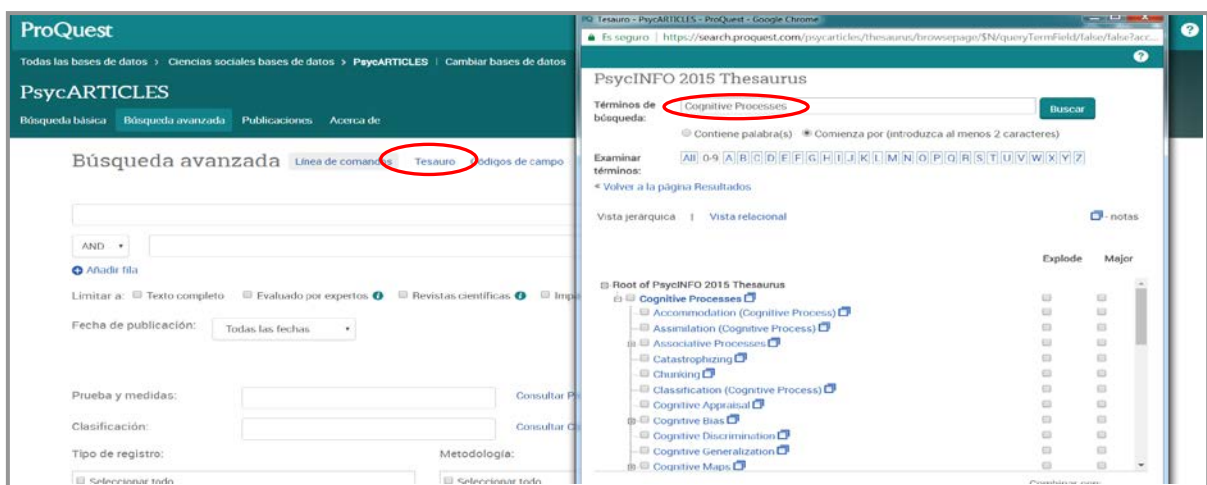 ProQuest
Todas las bases de datos > Ciencias sociales bases de datos > PsycARTICLES | Cambiar bases de datos
PsycARTICLES
Búsqueda básica Búsqueda avanzada Publicaciones Acerca de
Búsqueda avanzada Línea de comandos Tesauro Códigos de campo
AND
Añadir fila
Limitar a: Texto completo Evaluado por expertos Revistas científicas
Fecha de publicación: Todas las fechas
Prueba y medidas: Consultar
Clasificación: Consultar
Tipo de registro: Metodología:
Seleccionar todo Seleccionar todo
Tesauro - PsycARTICLES - ProQuest - Google Chrome
Es seguro | https://search.proquest.com/psycarticles/thesaurus/browsepage/$N/queryTermField/false/false?acc...
?
?
PsycINFO 2015 Thesaurus
Términos de búsqueda: Cognitive Processes Buscar
Contiene palabra(s) Comienza por (introduzca al menos 2 caracteres)
Examinar términos: All 0-9 A B C D E F G H I J K L M N O P Q R S T U V W X Y Z
« Volver a la página Resultados
Vista jerárquica | Vista relacional - notas
Explode Major
Root of PsycINFO 2015 Thesaurus
Cognitive Processes
Accommodation (Cognitive Process)
Assimilation (Cognitive Process)
Associative Processes
Catastrophizing
Chunking
Classification (Cognitive Process)
Cognitive Appraisal
Cognitive Bias
Cognitive Discrimination
Cognitive Generalization
Cognitive Maps
Combinar con: